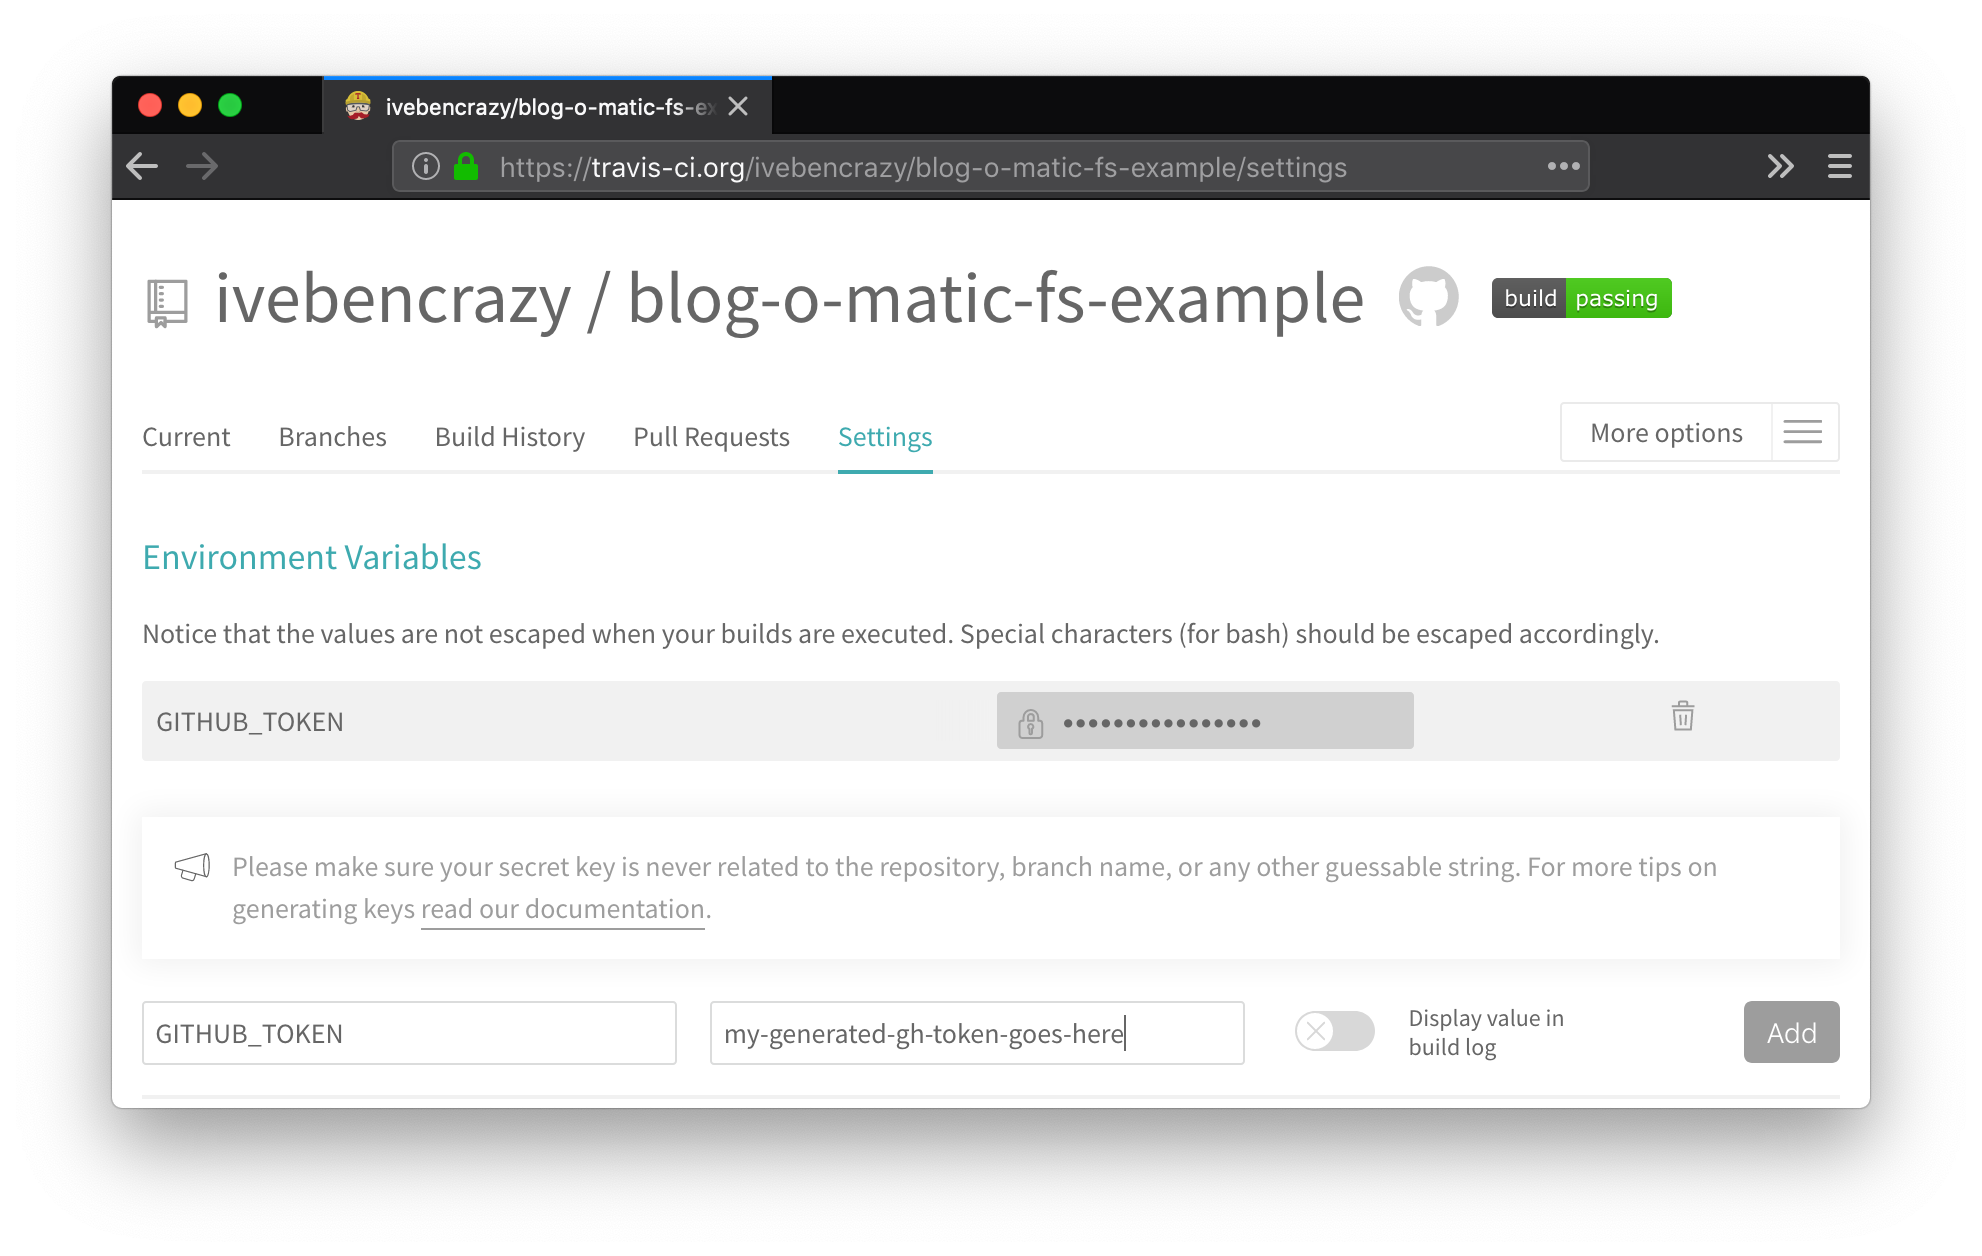 ivebencrazy/blog-o-matic-fs-ex
https://travis-ci.org/ivebencrazy/blog-o-matic-fs-example/settings
ivebencrazy / blog-o-matic-fs-example
build passing
Current Branches Build History Pull Requests Settings
More options
Environment Variables
Notice that the values are not escaped when your builds are executed. Special characters (for bash) should be escaped accordingly.
GITHUB_TOKEN ••••••••••••••••
Please make sure your secret key is never related to the repository, branch name, or any other guessable string. For more tips on
generating keys read our documentation.
GITHUB_TOKEN
my-generated-gh-token-goes-here
Display value in
build log
Add